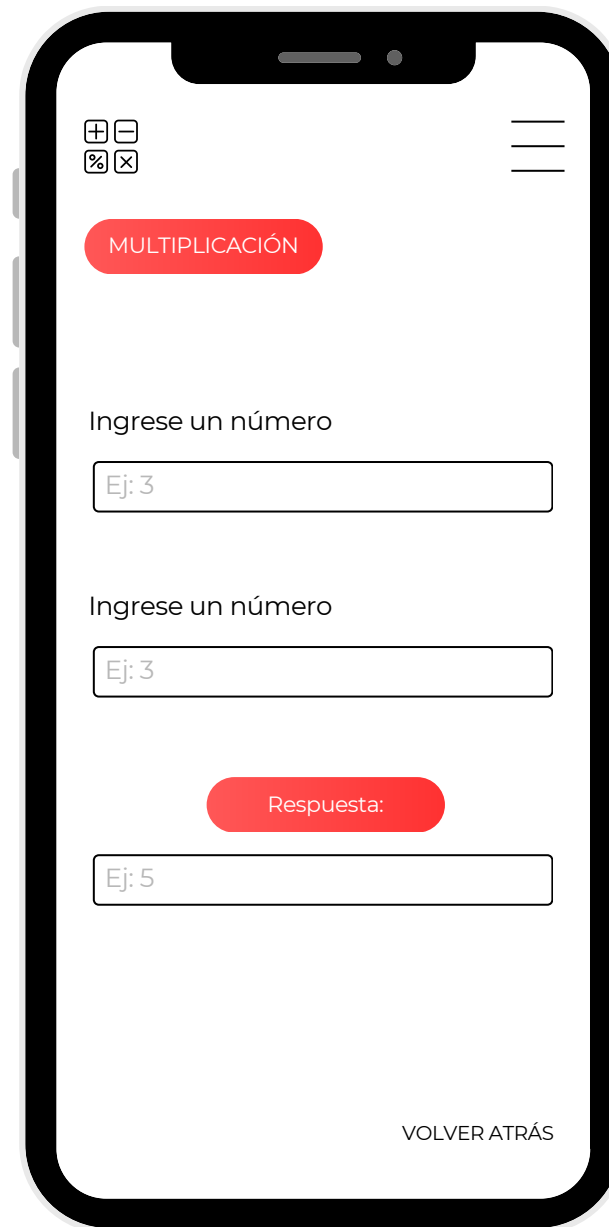 MULTIPLICACIÓN
Ingrese un número
Ej: 3
Ingrese un número
Ej: 3
Respuesta:
Ej: 5
VOLVER ATRÁS